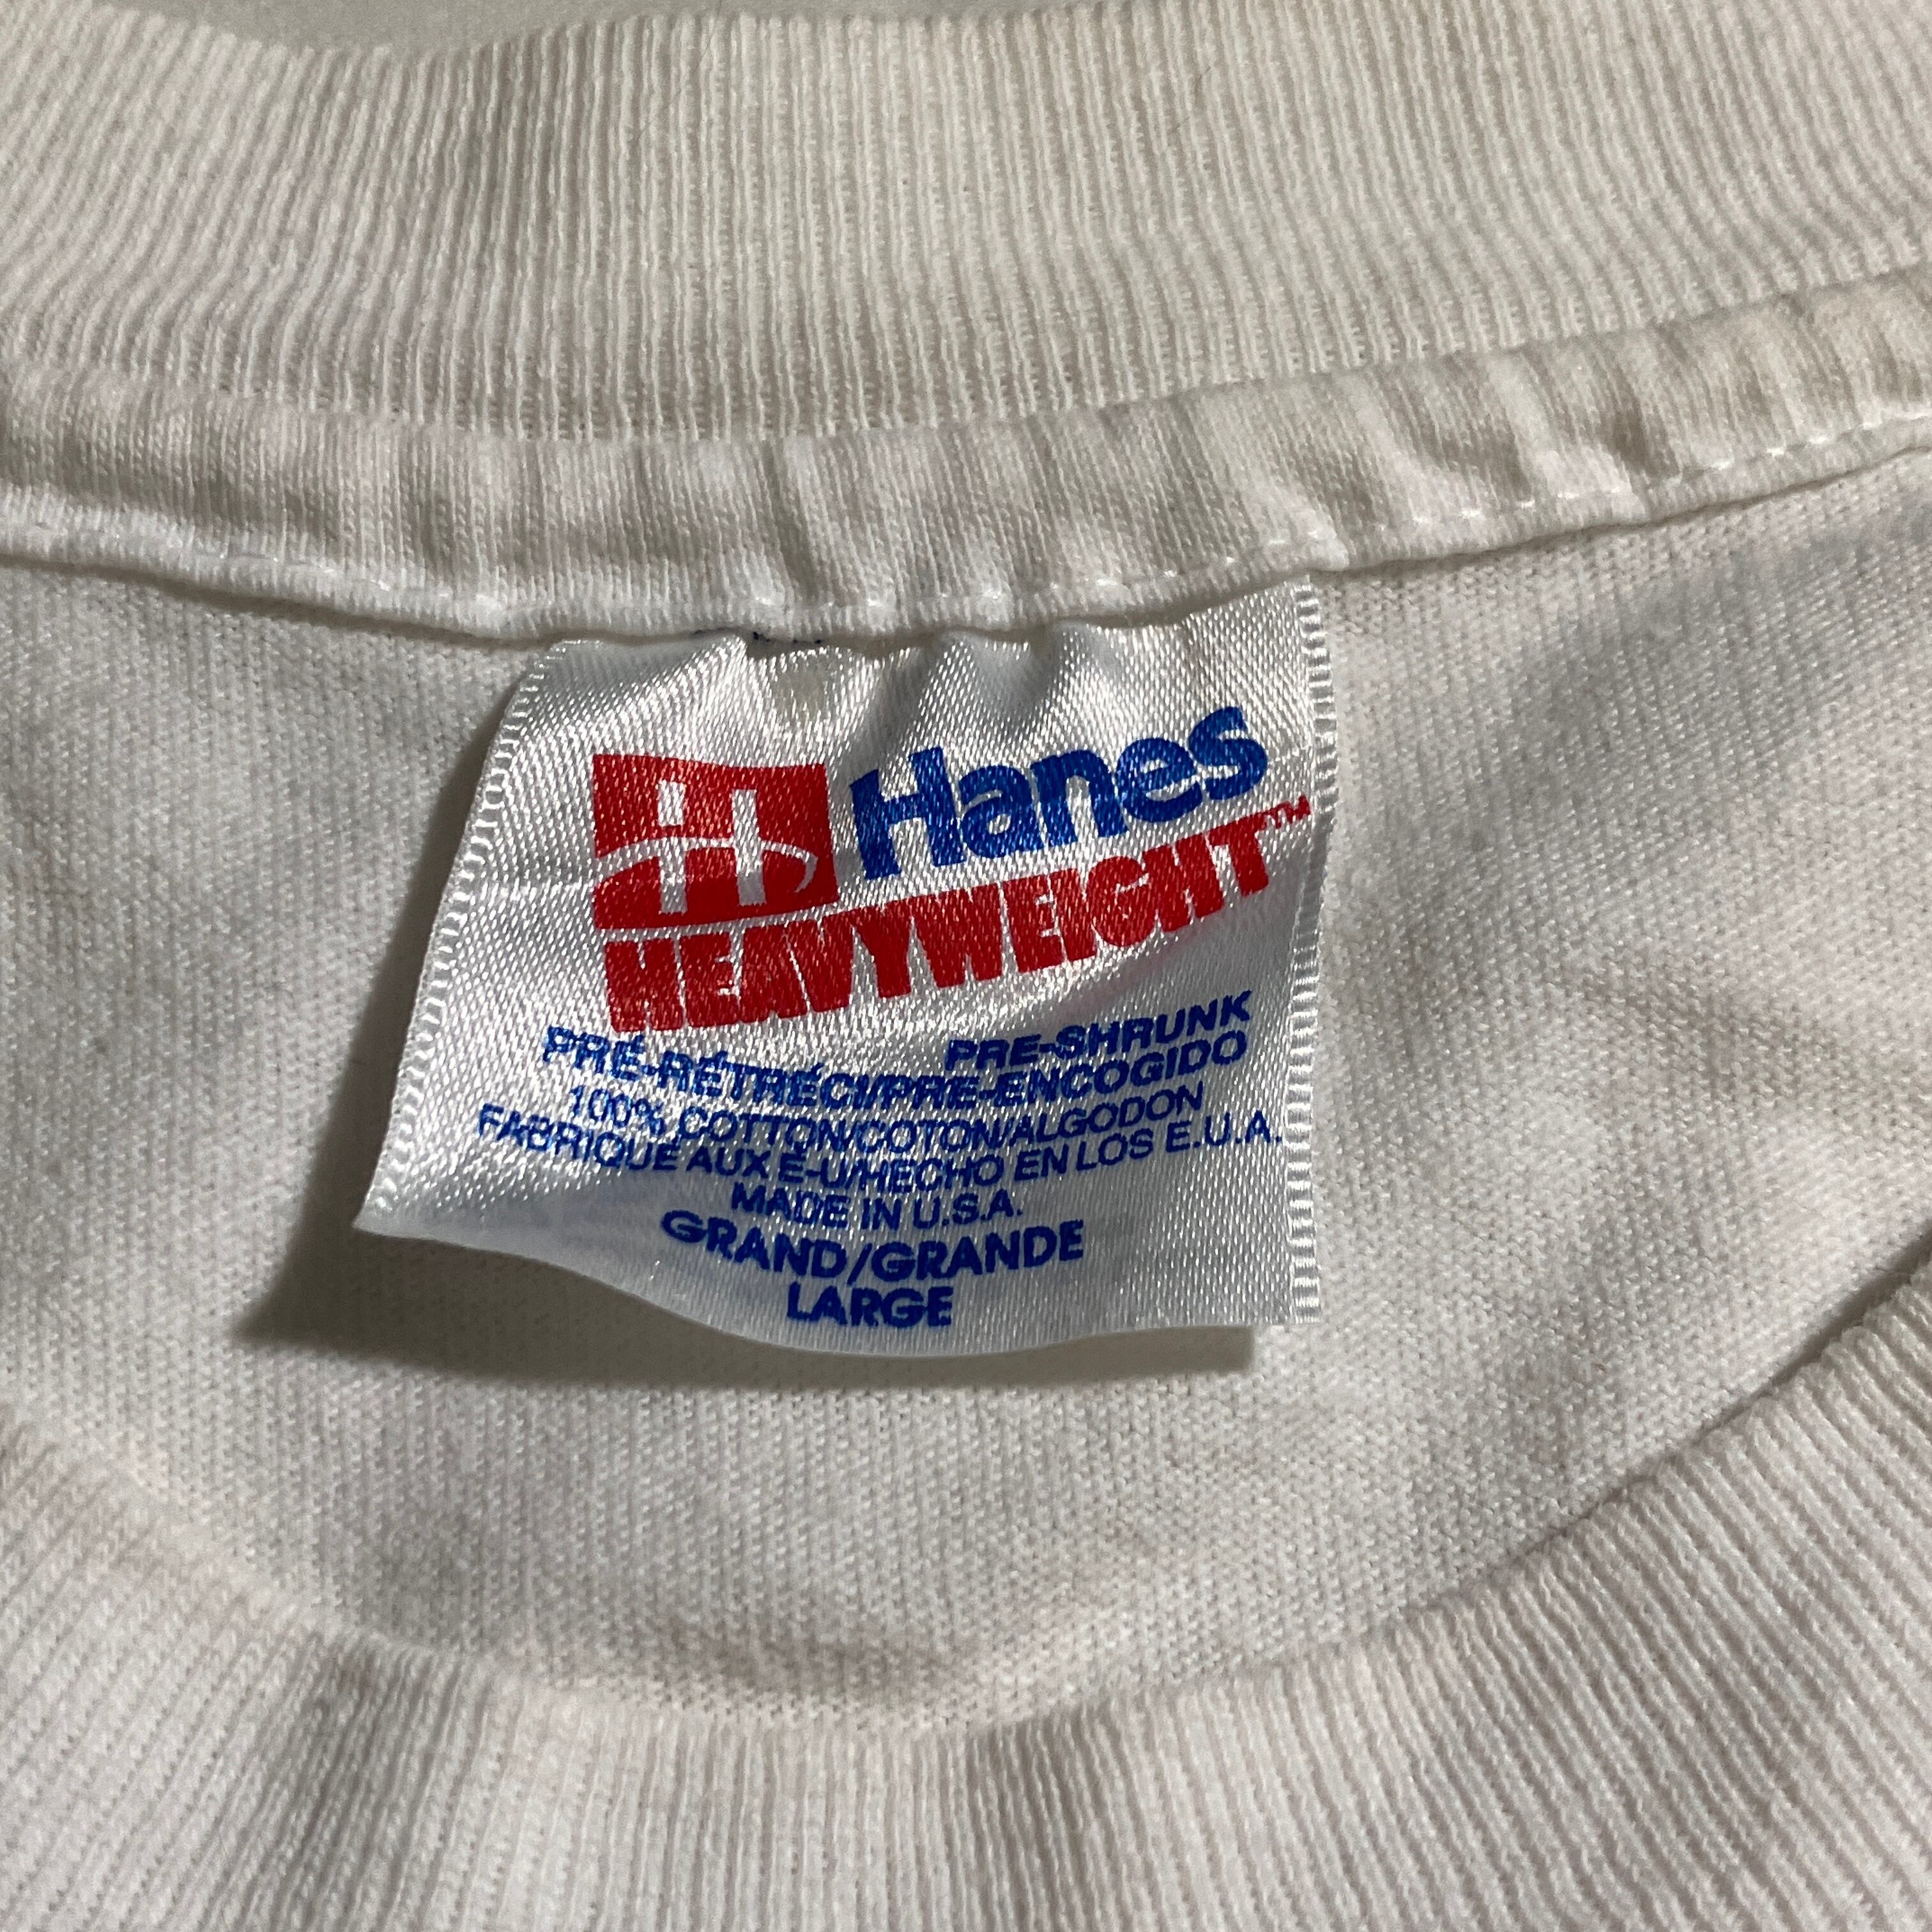 H Hanes
HEAVYWEIGHT™
PRE-SHRUNK
PRÉ-RÉTRÉCI/PRE-ENCOGIDO
100% COTTON/COTON/ALGODON
FABRIQUE AUX É-U/HECHO EN LOS E.U.A.
MADE IN U.S.A.
GRAND/GRANDE
LARGE